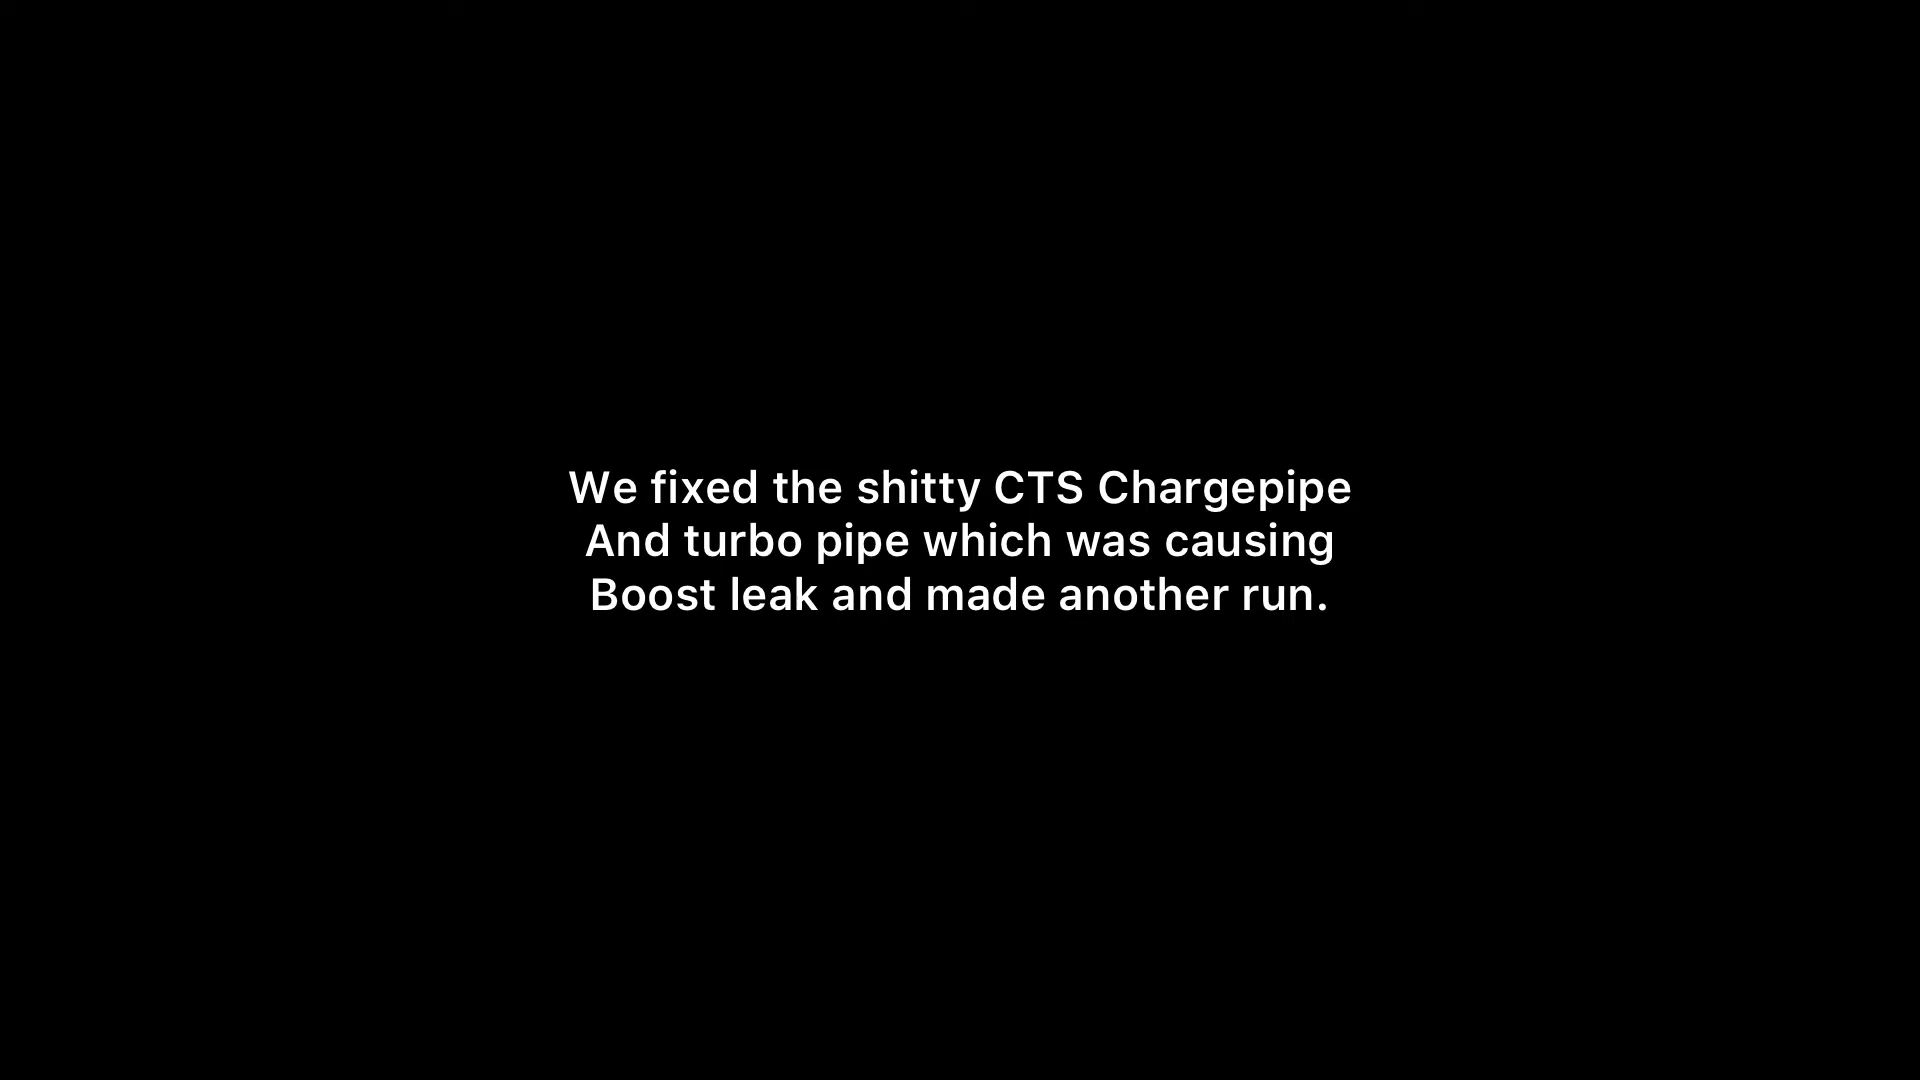 We fixed the shitty CTS Chargepipe
And turbo pipe which was causing
Boost leak and made another run.